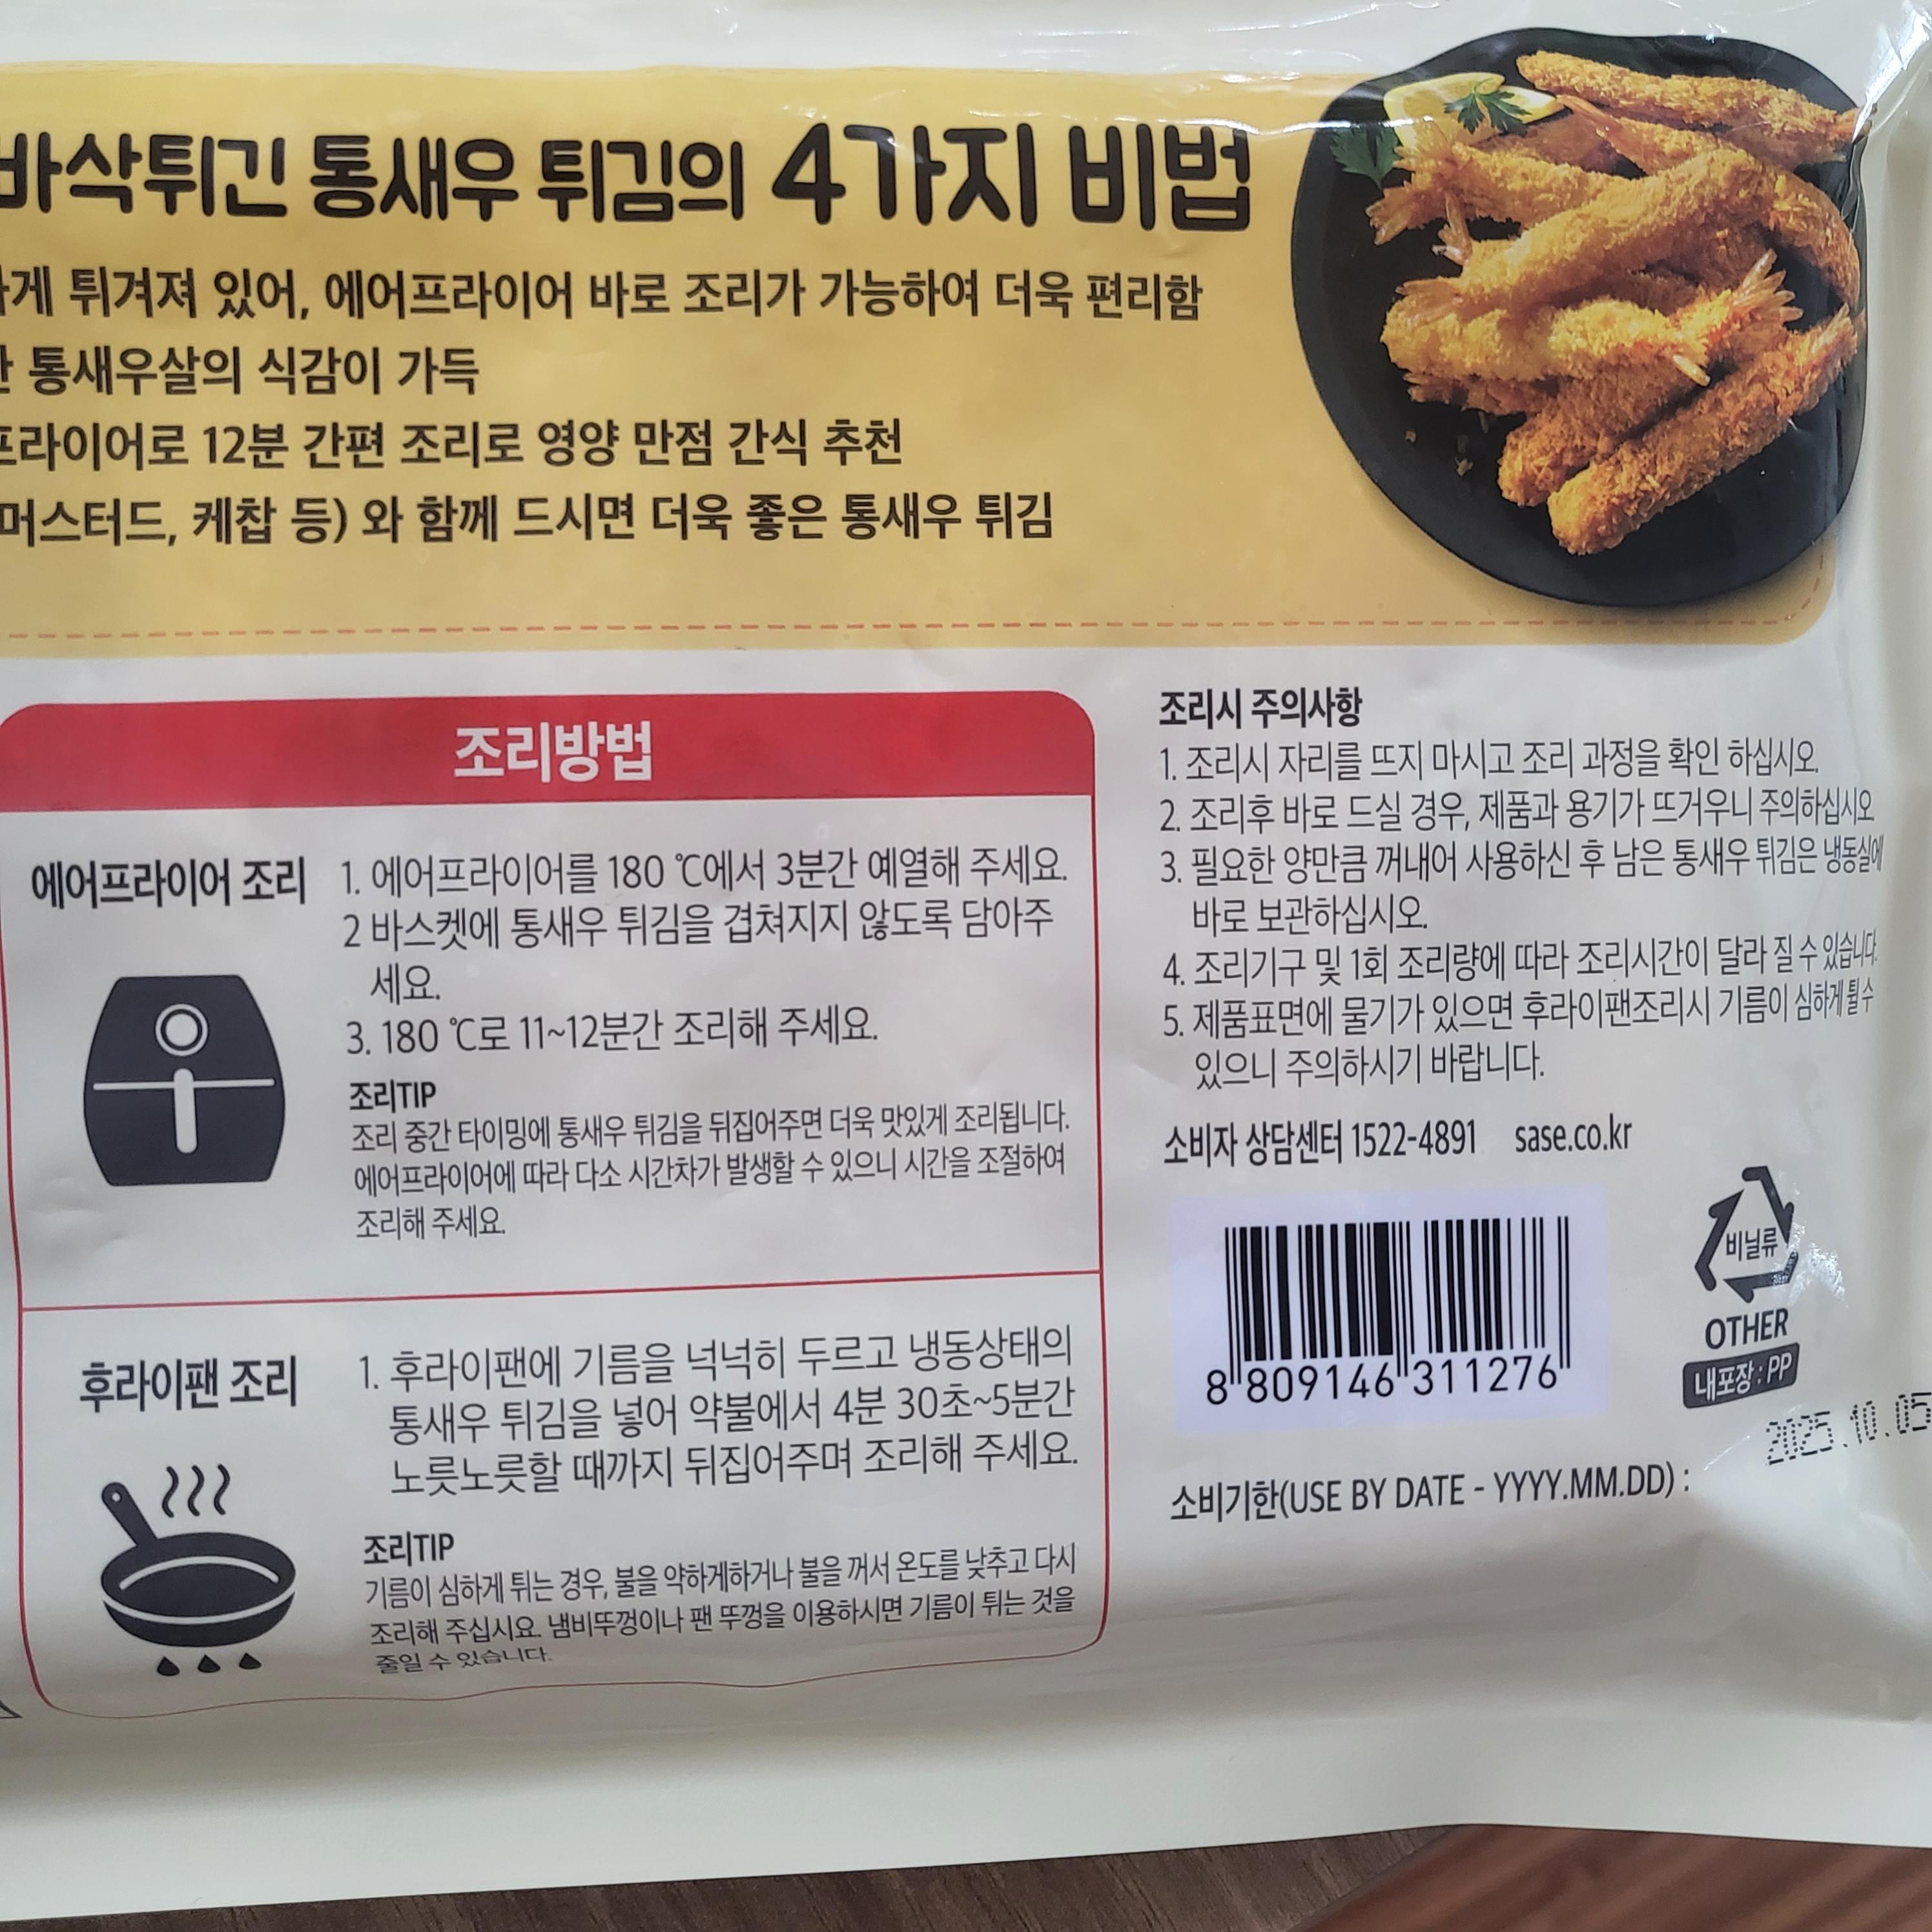 바삭튀긴 통새우 튀김의 4가지 비법
게 튀겨져 있어, 에어프라이어 바로 조리가 가능하여 더욱 편리함
통새우살의 식감이 가득
프라이어로 12분 간편 조리로 영양 만점 간식 추천
머스터드, 케찹 등) 와 함께 드시면 더욱 좋은 통새우 튀김
조리방법
에어프라이어 조리
1. 에어프라이어를 180 ℃에서 3분간 예열해 주세요.
2 바스켓에 통새우 튀김을 겹쳐지지 않도록 담아주
세요.
3. 180 ℃로 11~12분간 조리해 주세요.
조리TIP
조리 중간 타이밍에 통새우 튀김을 뒤집어주면 더욱 맛있게 조리됩니다.
에어프라이어에 따라 다소 시간차가 발생할 수 있으니 시간을 조절하여
조리해 주세요.
후라이팬 조리
1. 후라이팬에 기름을 넉넉히 두르고 냉동상태의
통새우 튀김을 넣어 약불에서 4분 30초~5분간
노릇노릇할 때까지 뒤집어주며 조리해 주세요.
조리TIP
기름이 심하게 튀는 경우, 불을 약하게하거나 불을 꺼서 온도를 낮추고 다시
조리해 주십시요. 냄비뚜껑이나 팬 뚜껑을 이용하시면 기름이 튀는 것을
줄일 수 있습니다.
조리시 주의사항
1. 조리시 자리를 뜨지 마시고 조리 과정을 확인 하십시오.
2. 조리후 바로 드실 경우, 제품과 용기가 뜨거우니 주의하십시오.
3. 필요한 양만큼 꺼내어 사용하신 후 남은 통새우 튀김은 냉동실에
바로 보관하십시오.
4. 조리기구 및 1회 조리량에 따라 조리시간이 달라 질 수 있습니다.
5. 제품표면에 물기가 있으면 후라이팬조리시 기름이 심하게 튈 수
있으니 주의하시기 바랍니다.
소비자 상담센터 1522-4891 sase.co.kr
8 809146 311276
비닐류
OTHER
내포장 : PP
2025.10.05
소비기한(USE BY DATE - YYYY.MM.DD) :